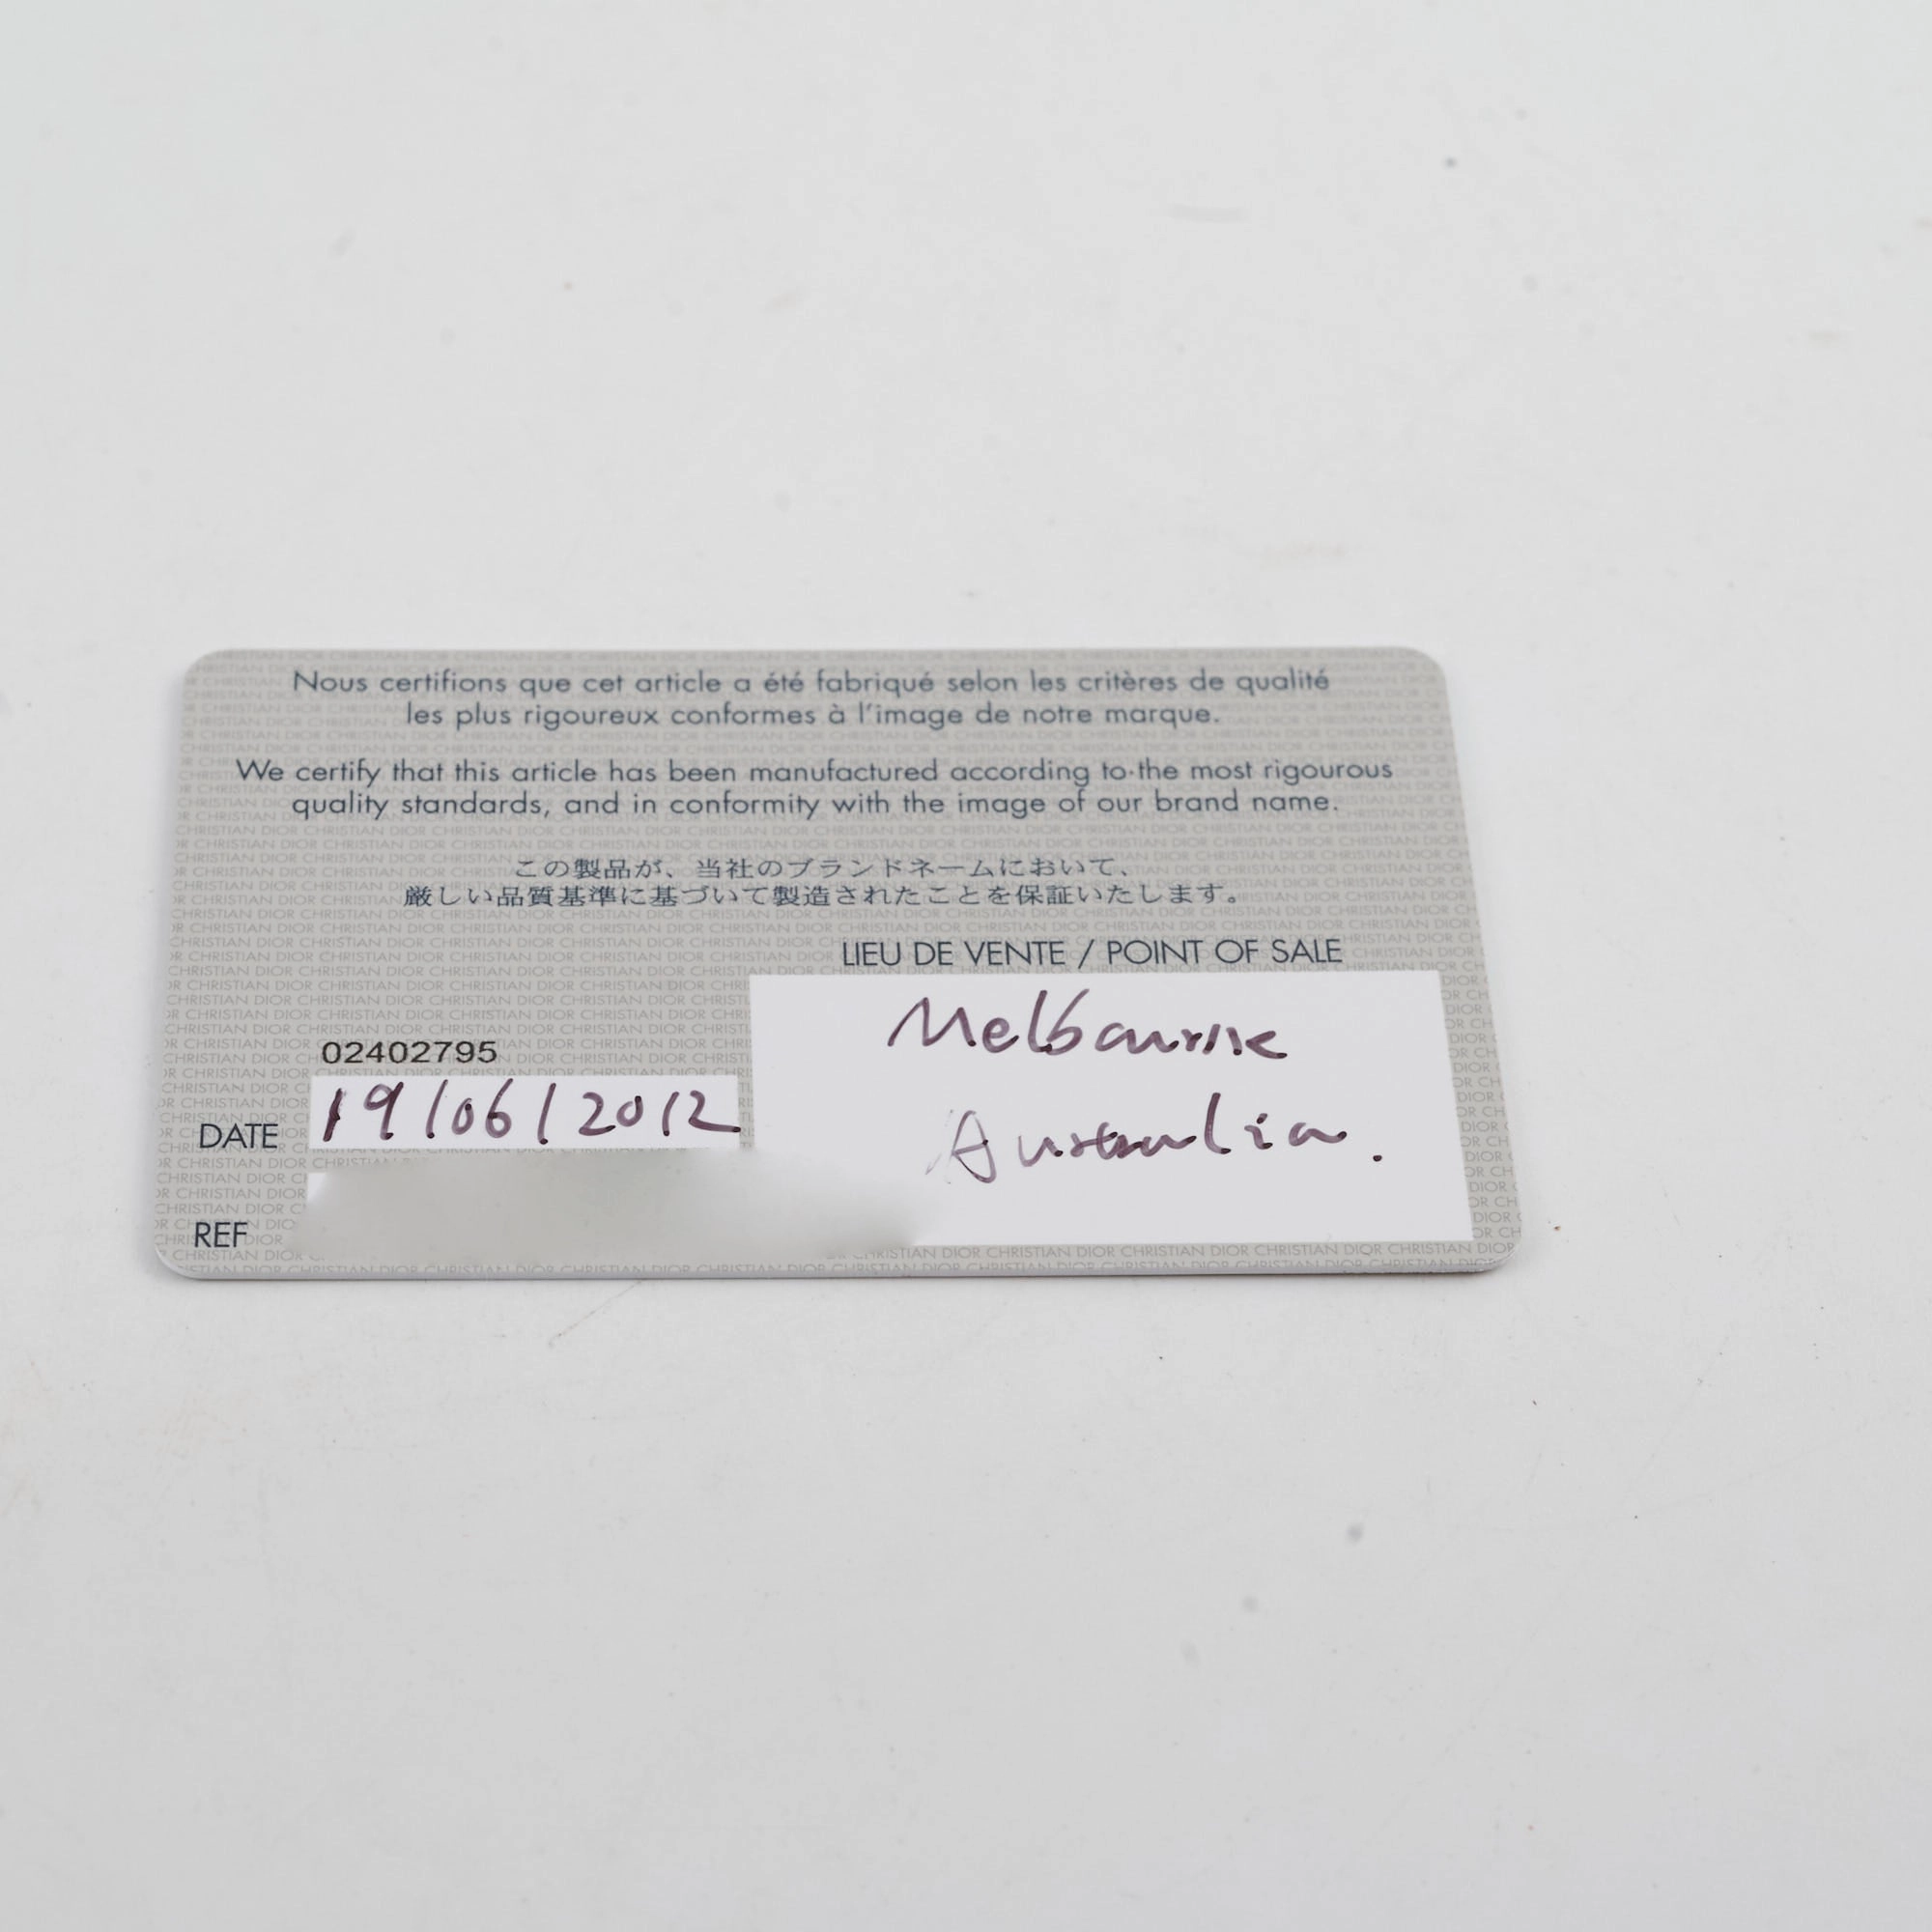 Nous certifions que cet article a été fabriqué selon les critères de qualité
les plus rigoureux conformes à l'image de notre marque.
We certify that this article has been manufactured according to the most rigourous
quality standards, and in conformity with the image of our brand name.
この製品が、当社のブランドネームにおいて、
厳しい品質基準に基づいて製造されたことを保証いたします。
LIEU DE VENTE / POINT OF SALE
Melbourne
Australia.
02402795
DATE 19/06/2012
REF